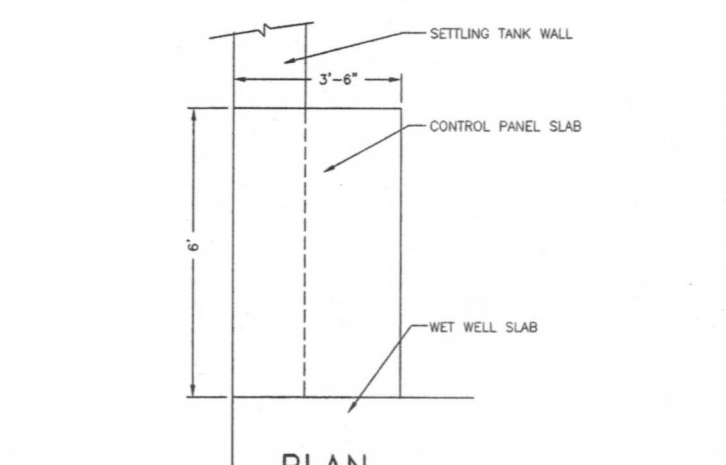 SETTLING TANK WALL
3'-6"
CONTROL PANEL SLAB
6'
WET WELL SLAB
PLAN